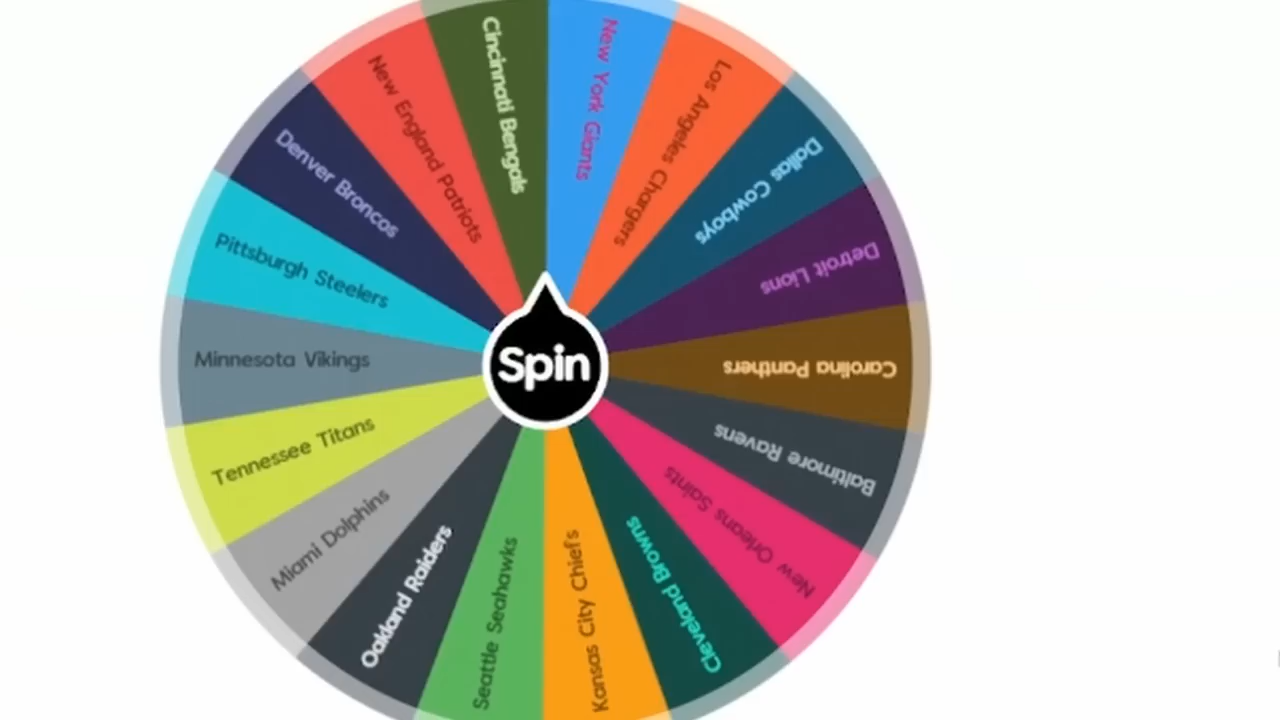 New York Giants
Los Angeles Chargers
Dallas Cowboys
Detroit Lions
Carolina Panthers
Baltimore Ravens
New Orleans Saints
Cleveland Browns
Kansas City Chiefs
Seattle Seahawks
Oakland Raiders
Miami Dolphins
Tennessee Titans
Minnesota Vikings
Pittsburgh Steelers
Denver Broncos
New England Patriots
Cincinnati Bengals
Spin